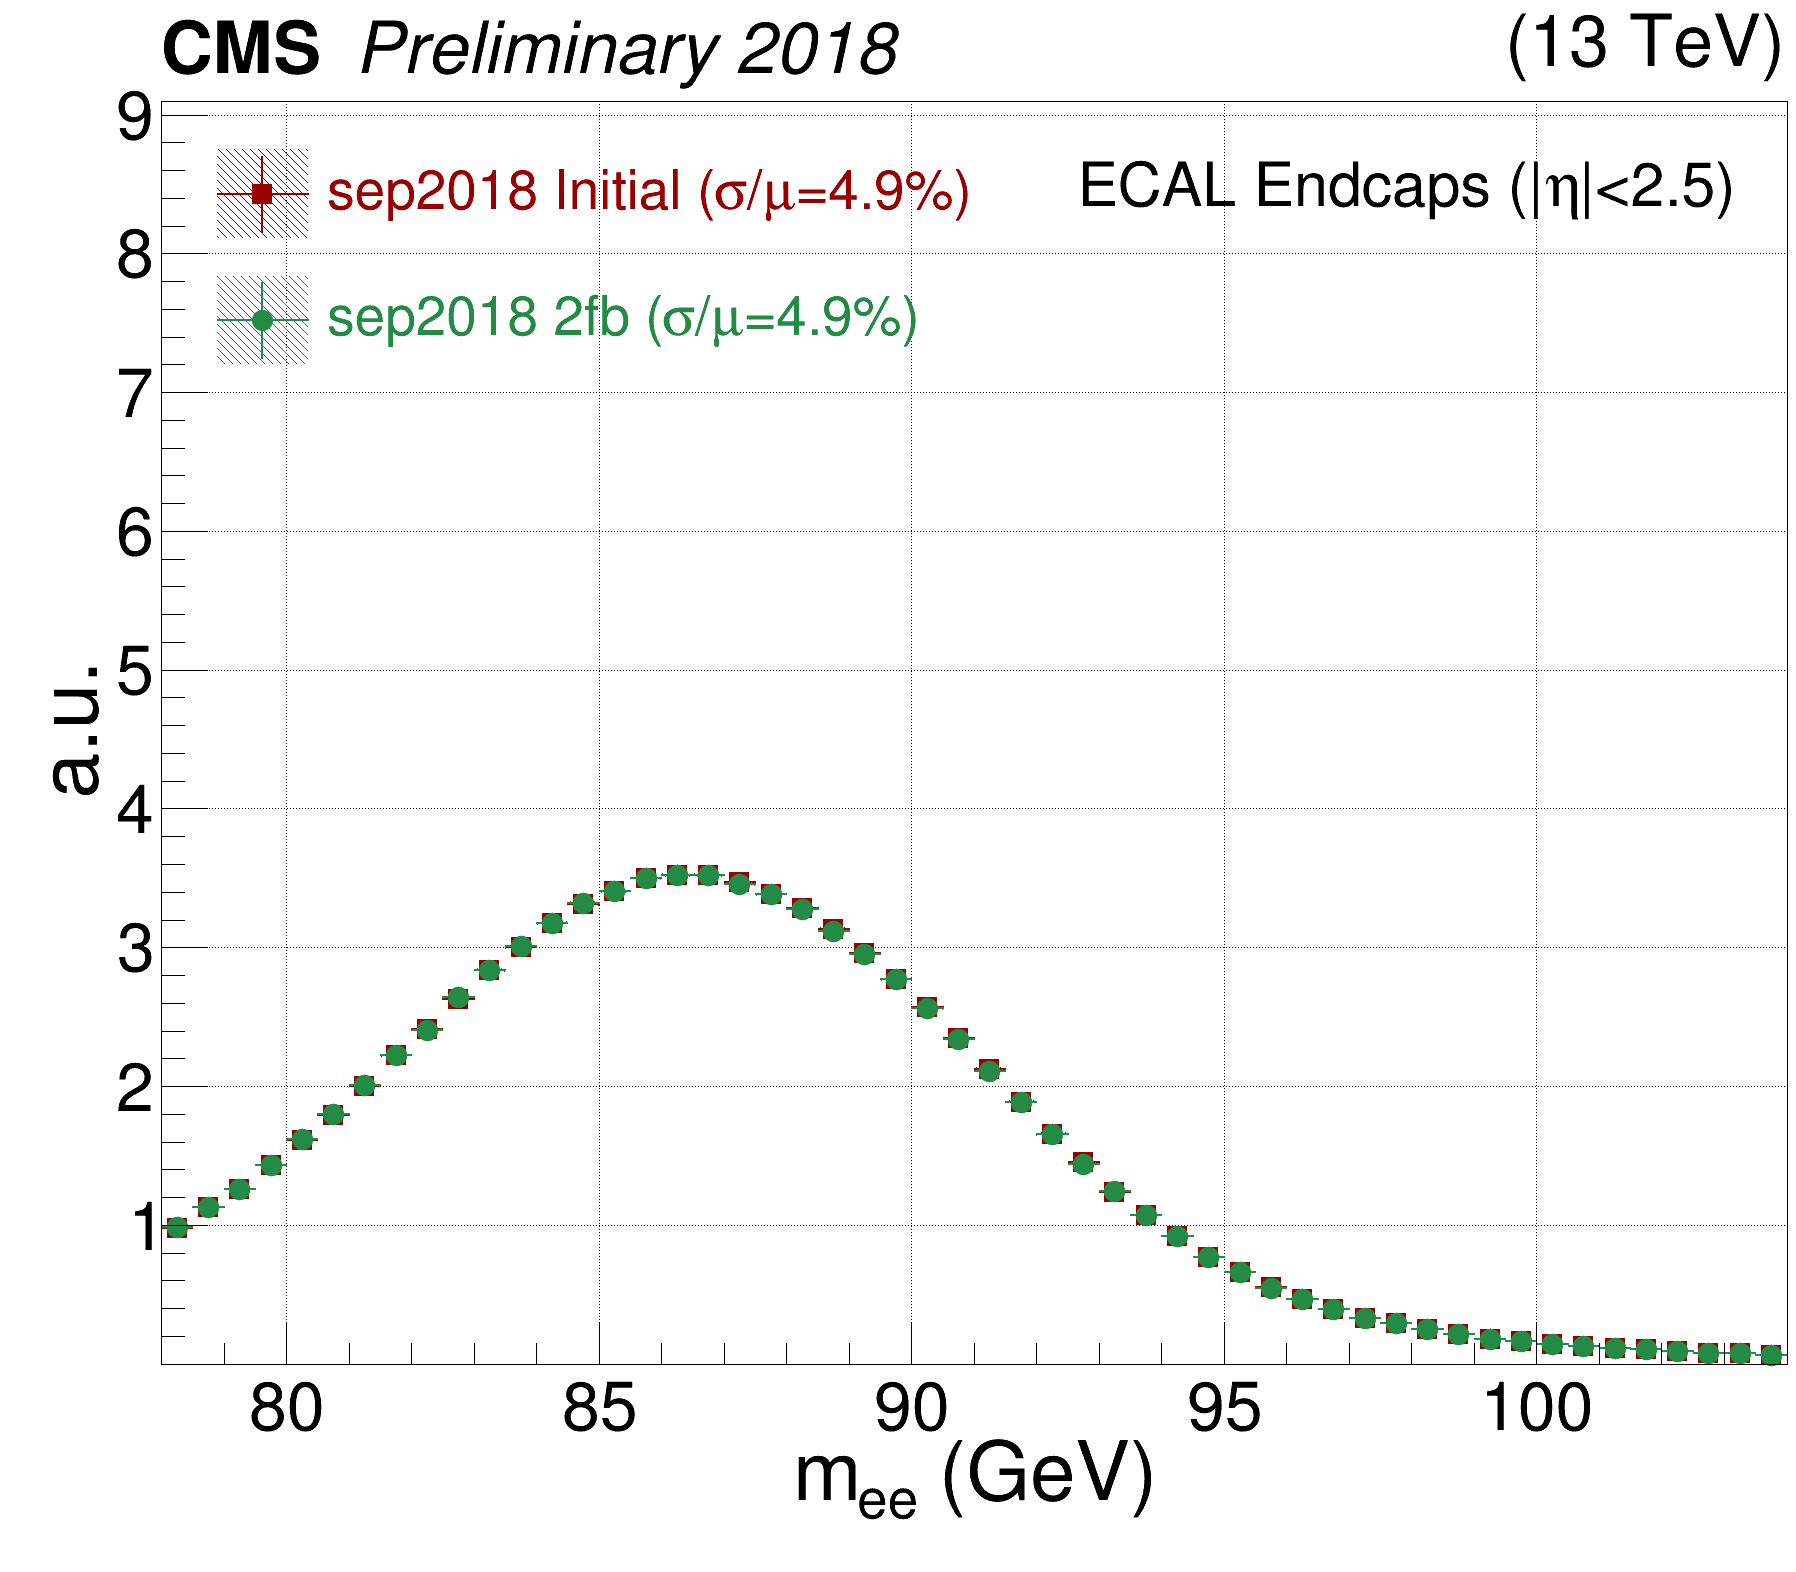 CMS Preliminary 2018 (13 TeV)
sep2018 Initial (σ/μ=4.9%)
ECAL Endcaps (|η|<2.5)
sep2018 2fb (σ/μ=4.9%)
9
8
7
6
5
4
3
2
1
a.u.
80 85 90 95 100
mee (GeV)